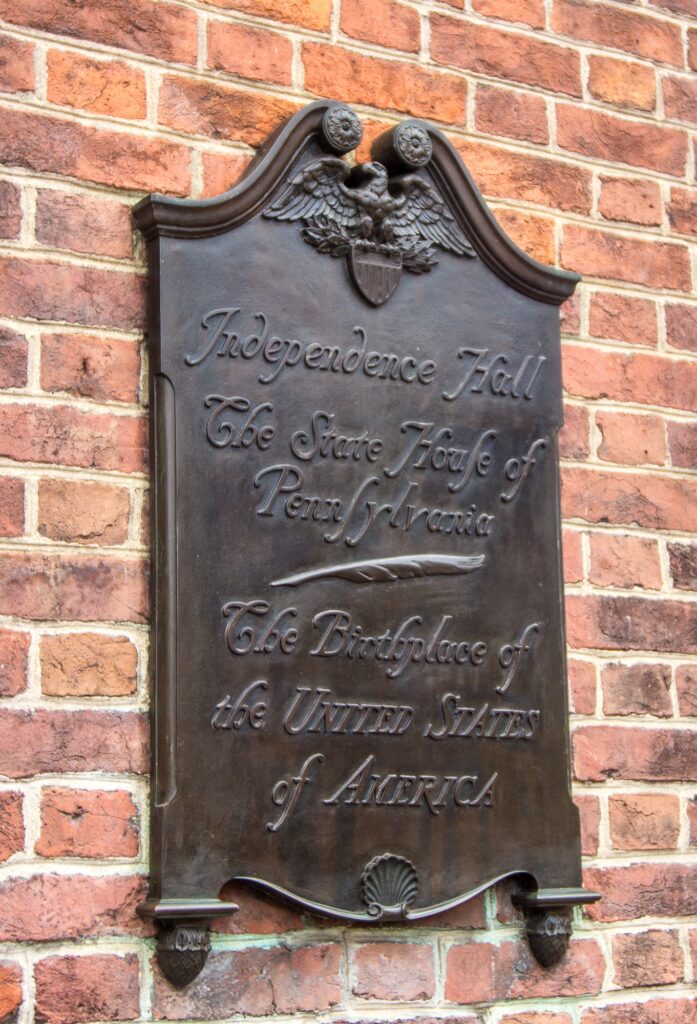 Independence Hall
The State Houſe of
Pennſylvania
The Birthplace of
the UNITED STATES
of AMERICA